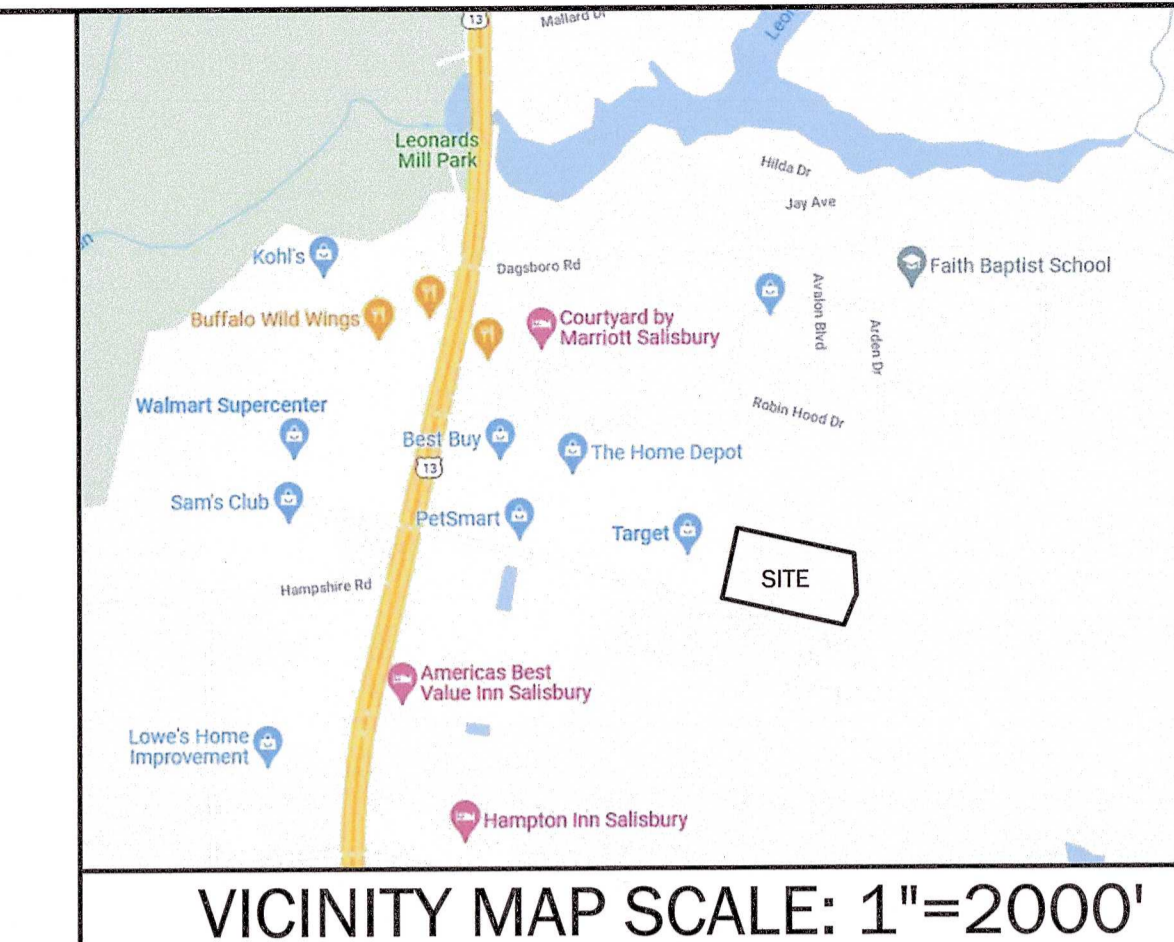 13
Mallard Dr
Leon
Leonards
Mill Park
Hilda Dr
Jay Ave
Kohl's
Dagsboro Rd
Faith Baptist School
Buffalo Wild Wings
Courtyard by
Marriott Salisbury
Avalon Blvd
Arden Dr
Walmart Supercenter
Robin Hood Dr
Best Buy
The Home Depot
13
Sam's Club
PetSmart
Target
SITE
Hampshire Rd
Americas Best
Value Inn Salisbury
Lowe's Home
Improvement
Hampton Inn Salisbury
VICINITY MAP SCALE: 1"=2000'